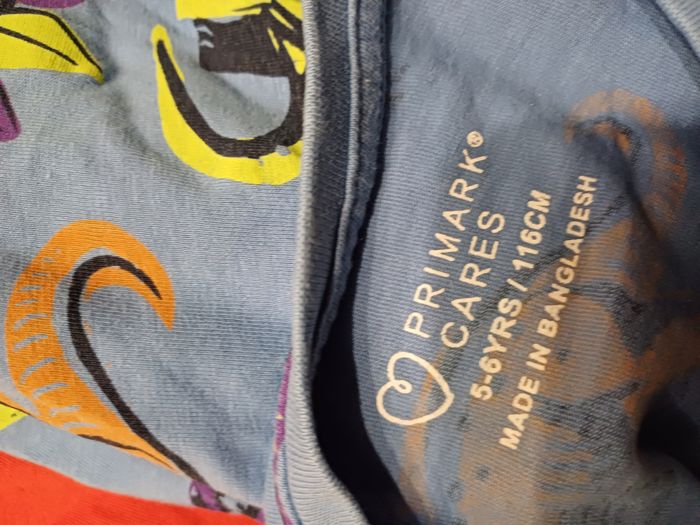 PRIMARK®
CARES
5-6YRS / 116CM
MADE IN BANGLADESH